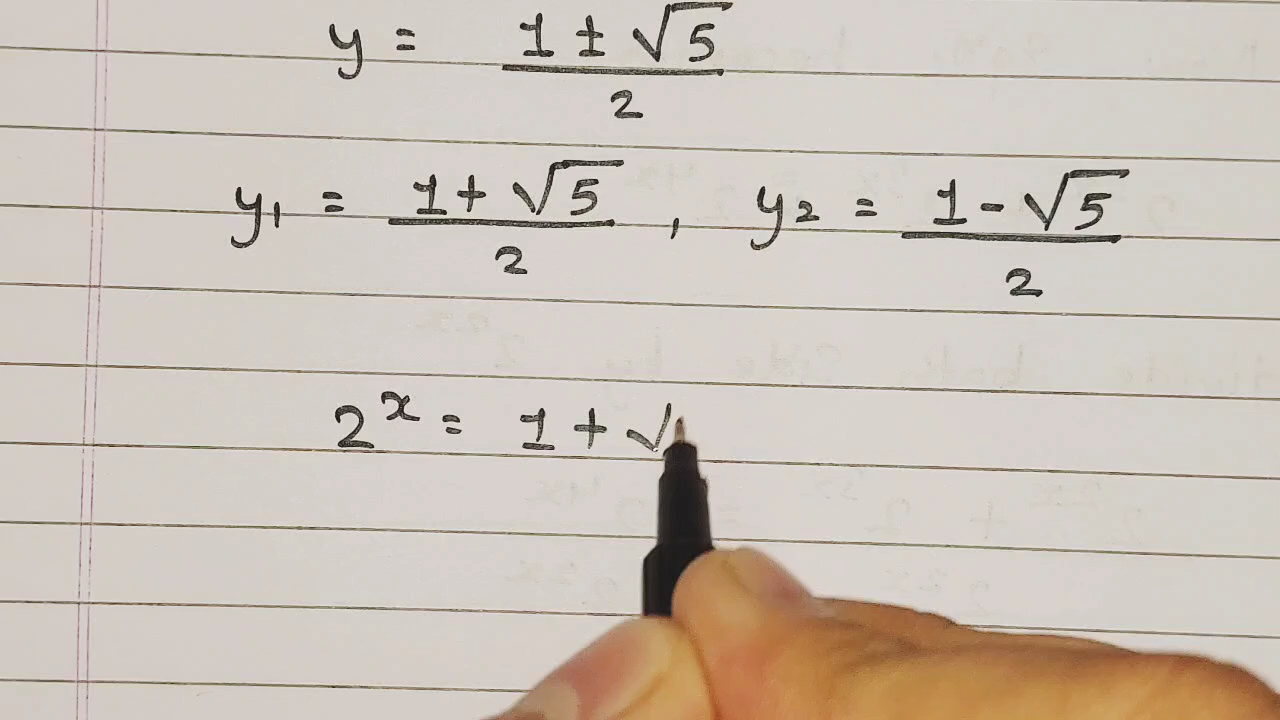 y = 1 ± √5
2
y1 = 1 + √5 , y2 = 1 - √5
2 2
2^x = 1 + √